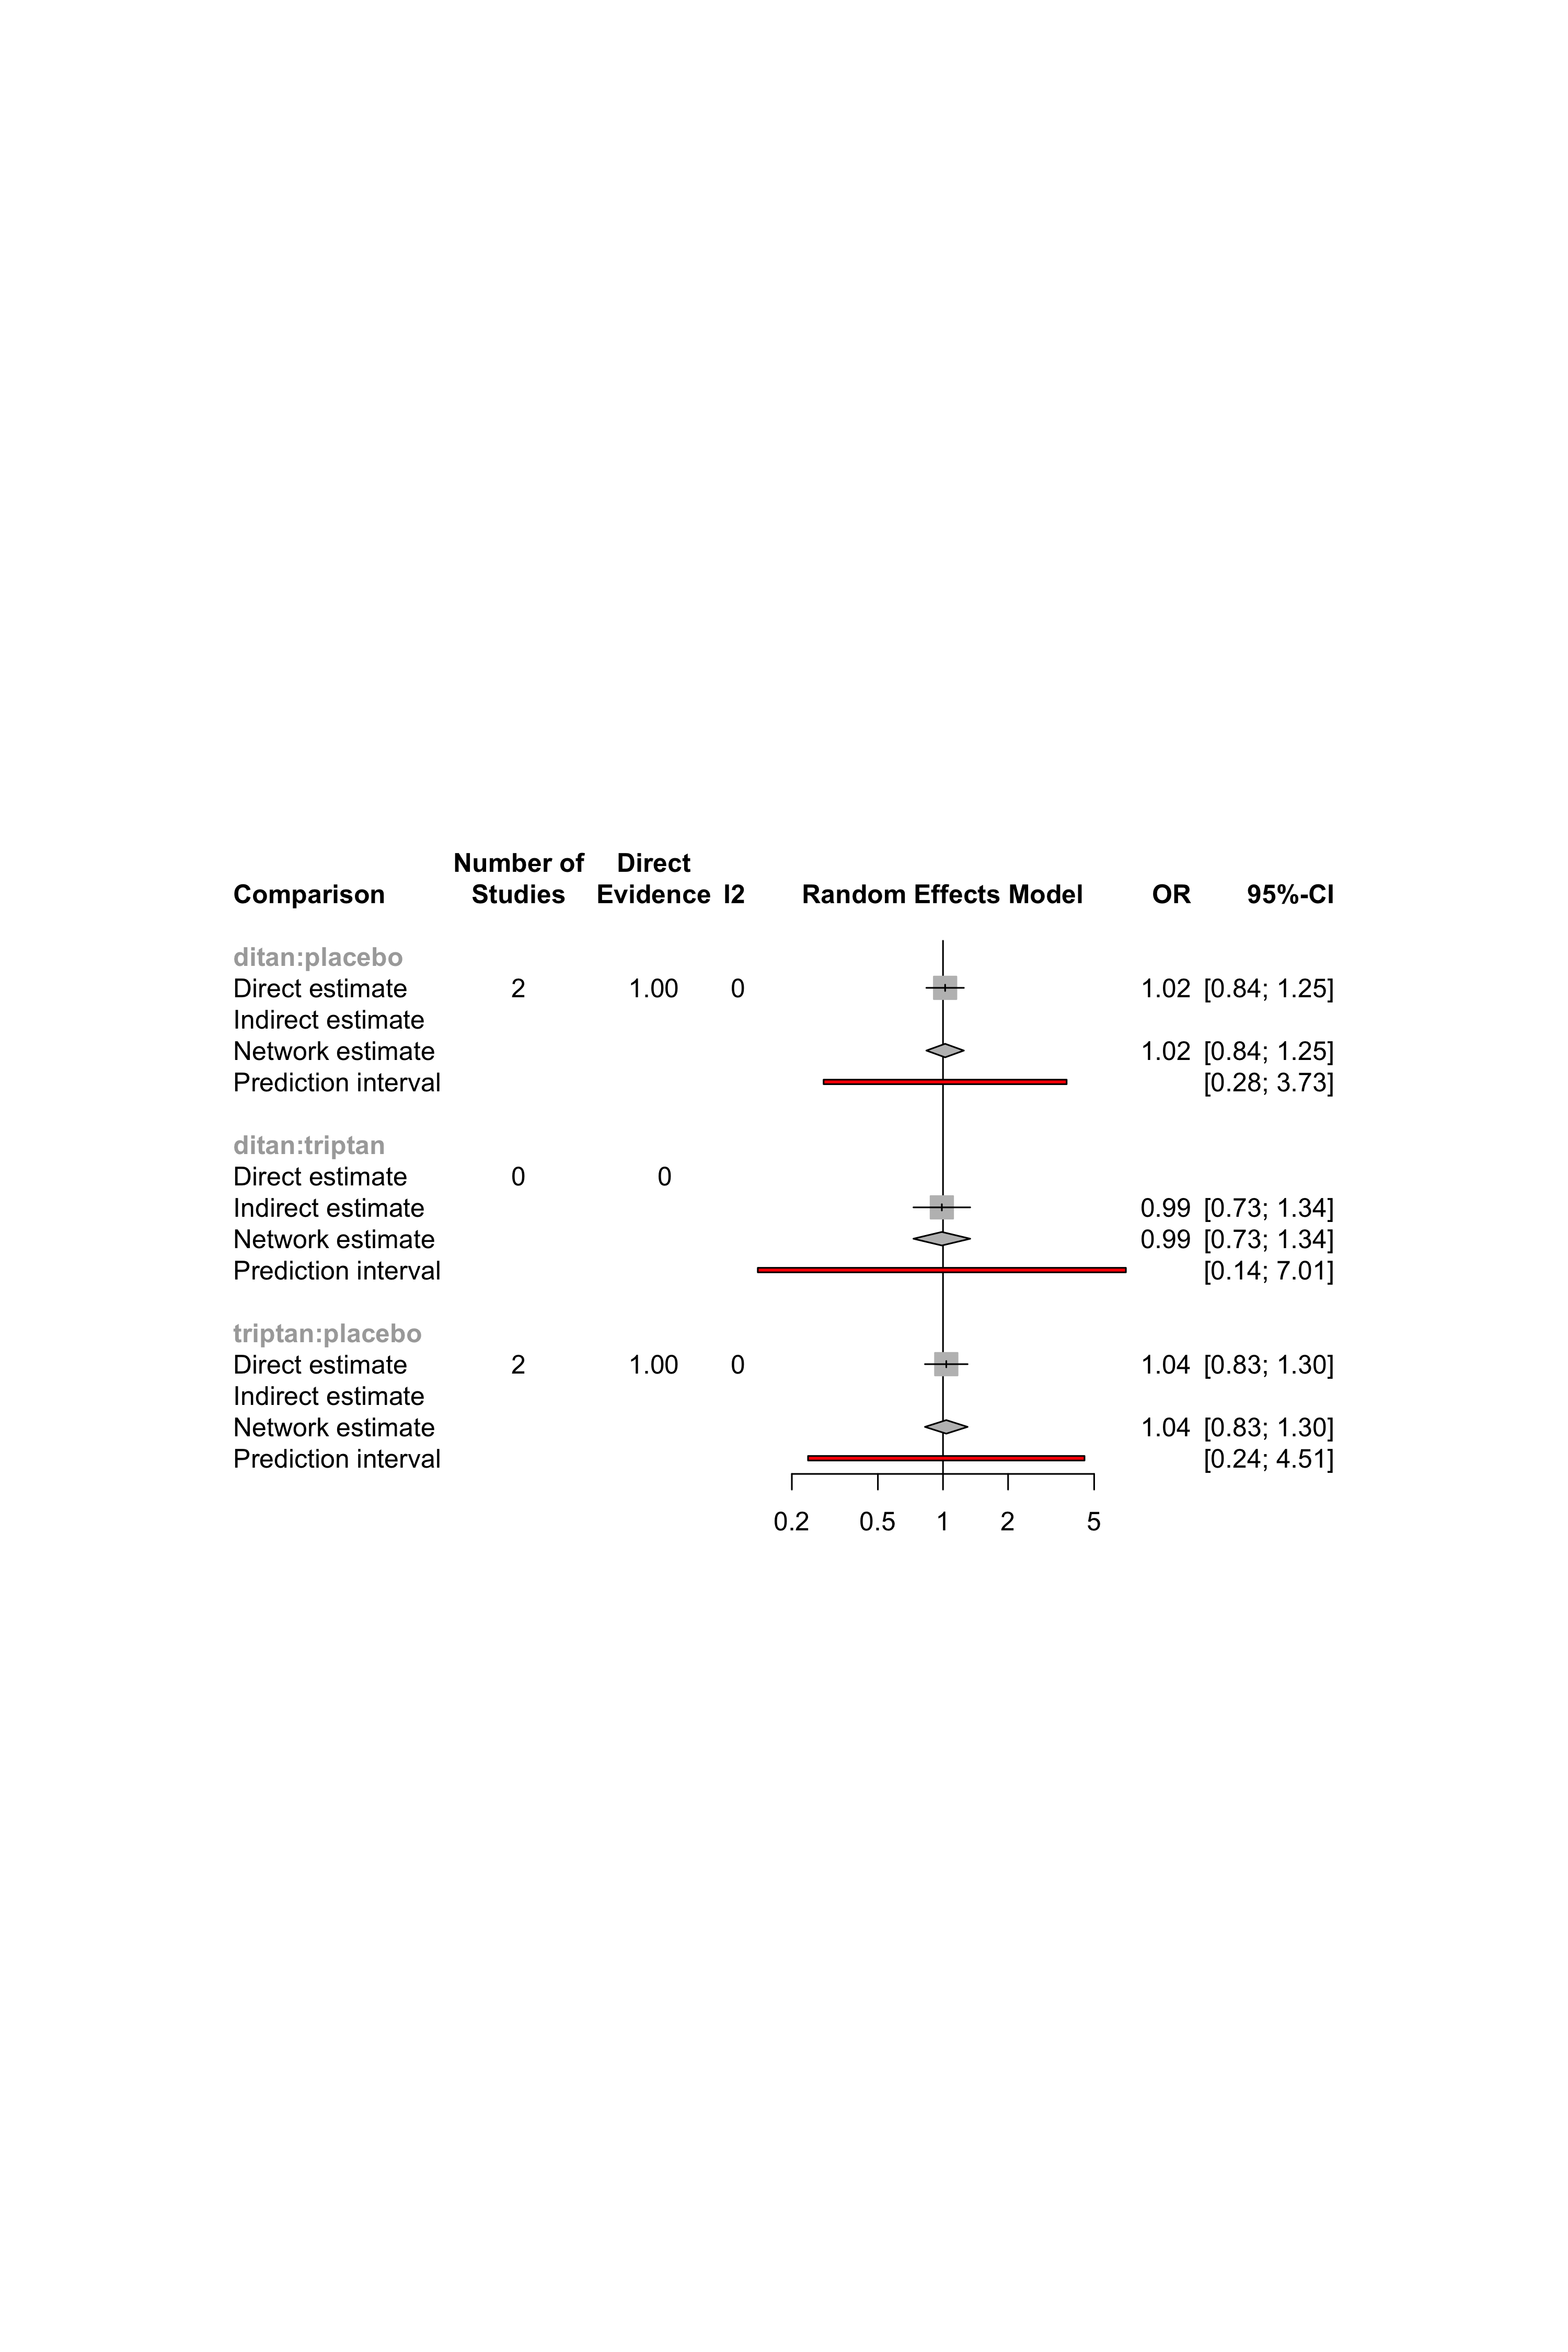 Number of Direct
Comparison Studies Evidence I2 Random Effects Model OR 95%-CI
ditan:placebo
Direct estimate 2 1.00 0 1.02 [0.84; 1.25]
Indirect estimate
Network estimate 1.02 [0.84; 1.25]
Prediction interval [0.28; 3.73]
ditan:triptan
Direct estimate 0 0
Indirect estimate 0.99 [0.73; 1.34]
Network estimate 0.99 [0.73; 1.34]
Prediction interval [0.14; 7.01]
triptan:placebo
Direct estimate 2 1.00 0 1.04 [0.83; 1.30]
Indirect estimate
Network estimate 1.04 [0.83; 1.30]
Prediction interval [0.24; 4.51]
0.2 0.5 1 2 5